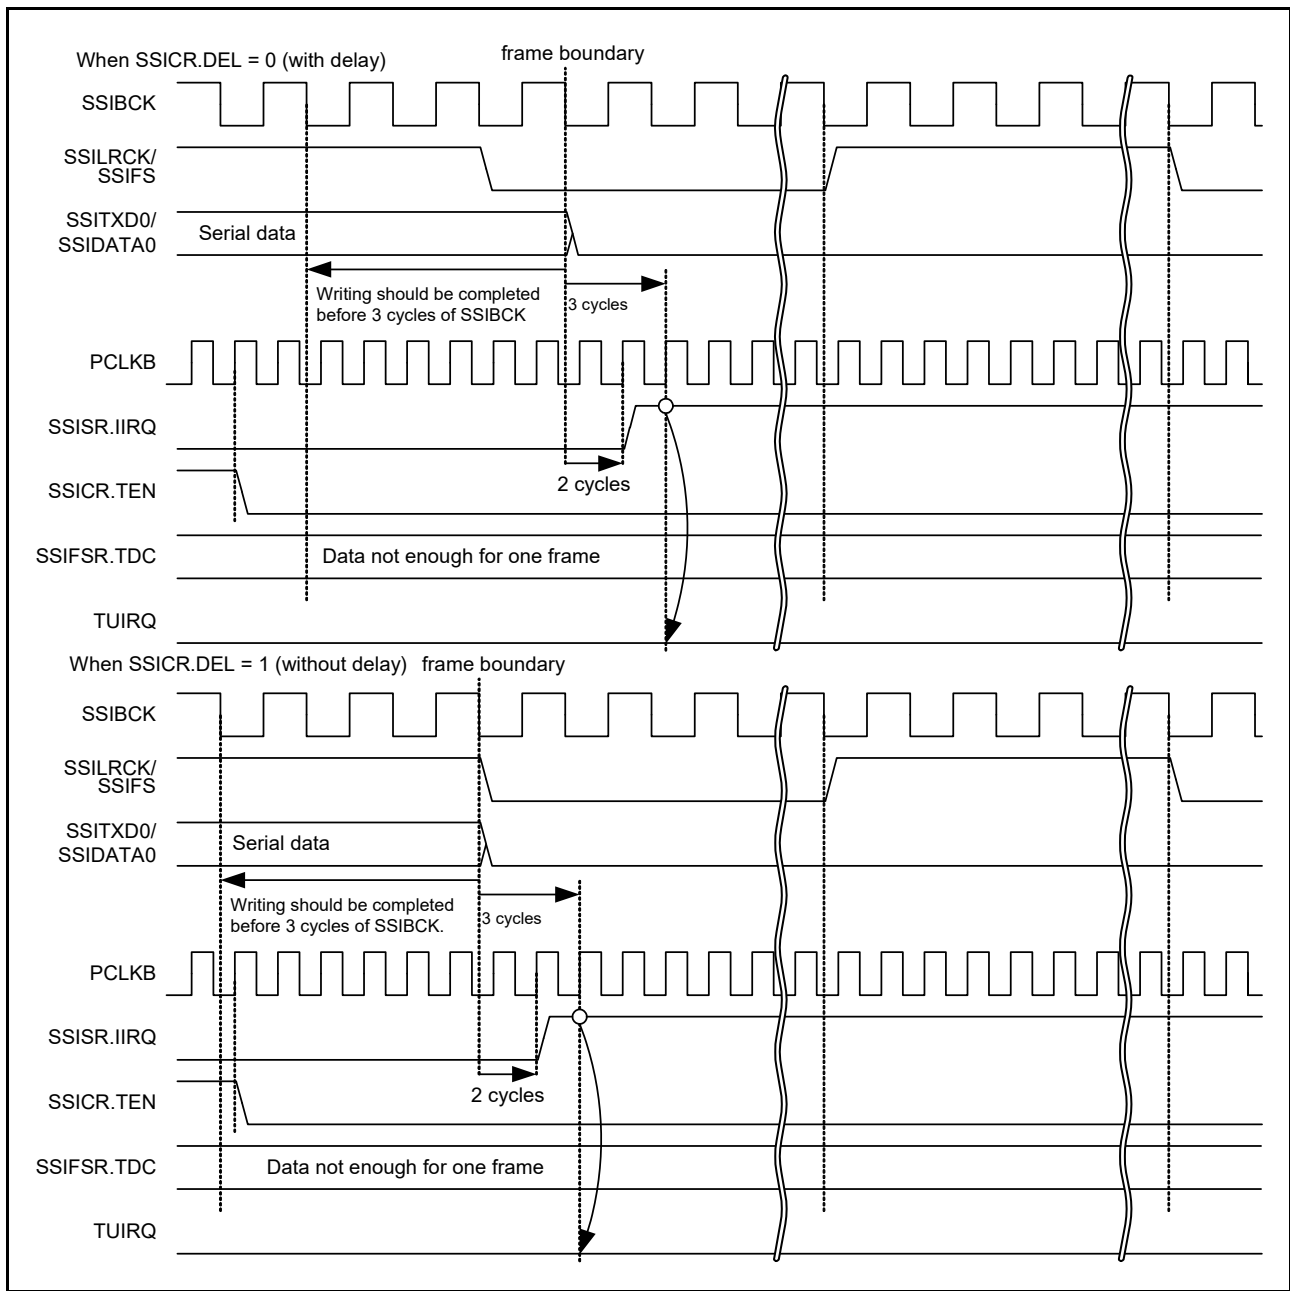 When SSICR.DEL = 0 (with delay)
frame boundary
SSIBCK
SSILRCK/
SSIFS
SSITXD0/
SSIDATA0
Serial data
Writing should be completed
before 3 cycles of SSIBCK
3 cycles
PCLKB
SSISR.IIRQ
2 cycles
SSICR.TEN
SSIFSR.TDC
Data not enough for one frame
TUIRQ
When SSICR.DEL = 1 (without delay)
frame boundary
SSIBCK
SSILRCK/
SSIFS
SSITXD0/
SSIDATA0
Serial data
Writing should be completed
before 3 cycles of SSIBCK.
3 cycles
PCLKB
SSISR.IIRQ
2 cycles
SSICR.TEN
SSIFSR.TDC
Data not enough for one frame
TUIRQ